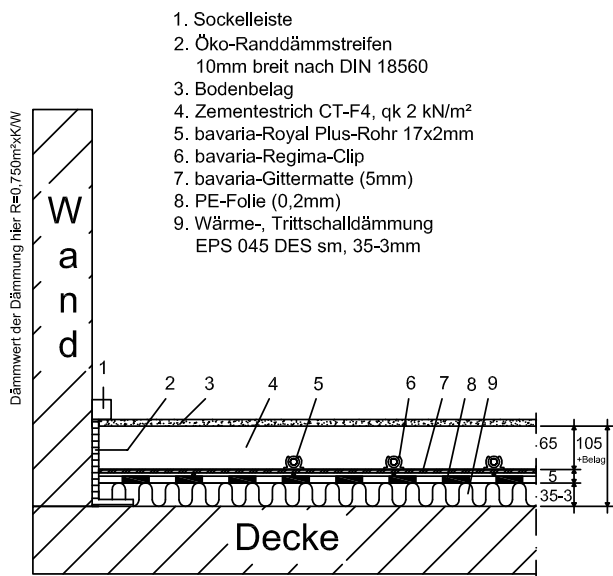 1. Sockelleiste
2. Öko-Randdämmstreifen
10mm breit nach DIN 18560
3. Bodenbelag
4. Zementestrich CT-F4, qk 2 kN/m²
5. bavaria-Royal Plus-Rohr 17x2mm
6. bavaria-Regima-Clip
7. bavaria-Gittermatte (5mm)
8. PE-Folie (0,2mm)
9. Wärme-, Trittschalldämmung
EPS 045 DES sm, 35-3mm
Dämmwert der Dämmung hier R=0,750m²xK/W
Wand
1
2 3 4 5 6 7 8 9
65 105
+Belag
5
35-3
Decke